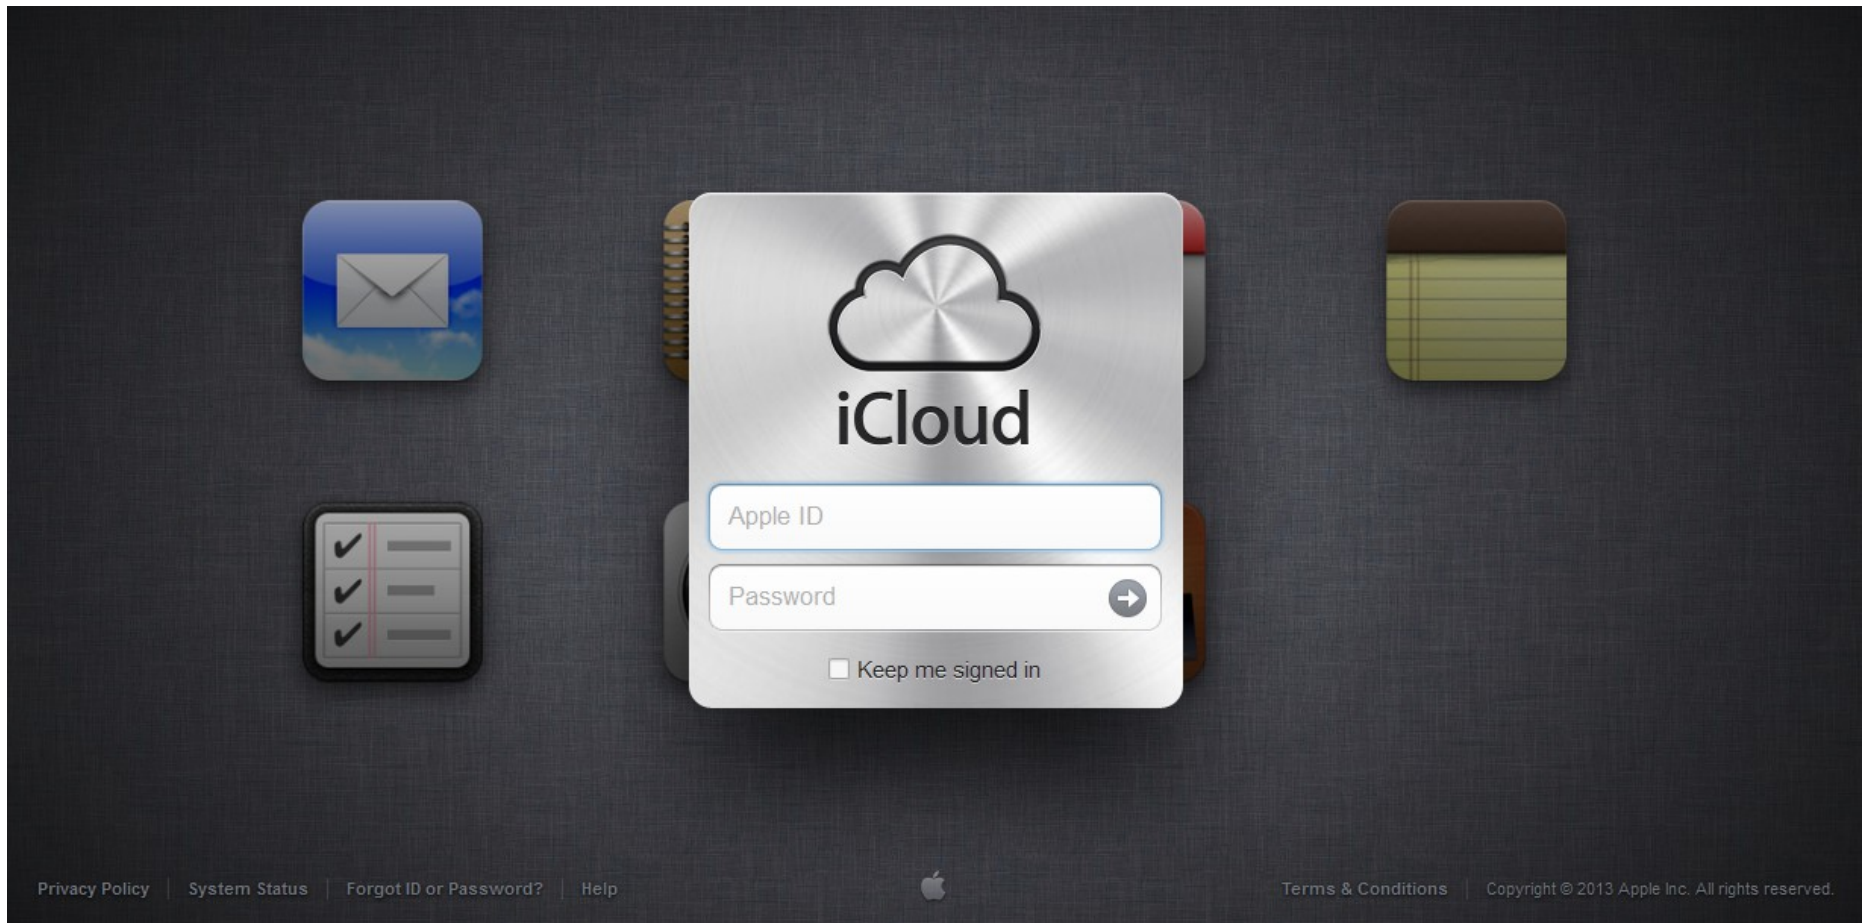 iCloud
Apple ID
Password
Keep me signed in
Privacy Policy
System Status
Forgot ID or Password?
Help
Terms & Conditions
Copyright © 2013 Apple Inc. All rights reserved.